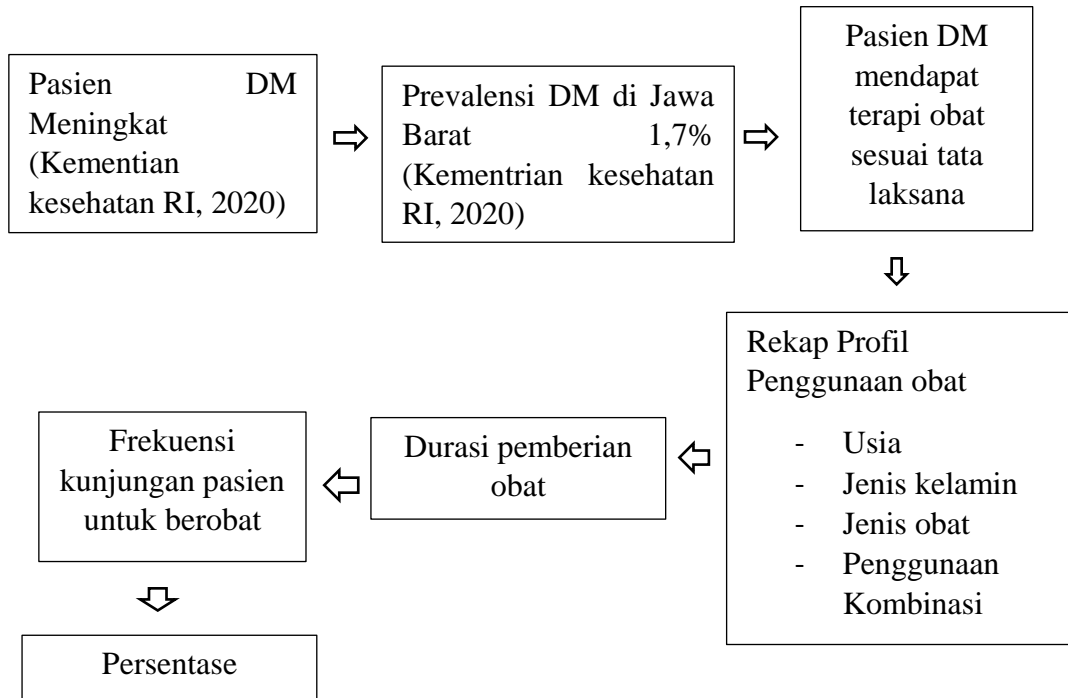 Pasien DM
Meningkat
(Kementian
kesehatan RI, 2020)
Prevalensi DM di Jawa
Barat 1,7%
(Kementrian kesehatan
RI, 2020)
Pasien DM
mendapat
terapi obat
sesuai tata
laksana
Rekap Profil
Penggunaan obat
- Usia
- Jenis kelamin
- Jenis obat
- Penggunaan
Kombinasi
Durasi pemberian
obat
Frekuensi
kunjungan pasien
untuk berobat
Persentase